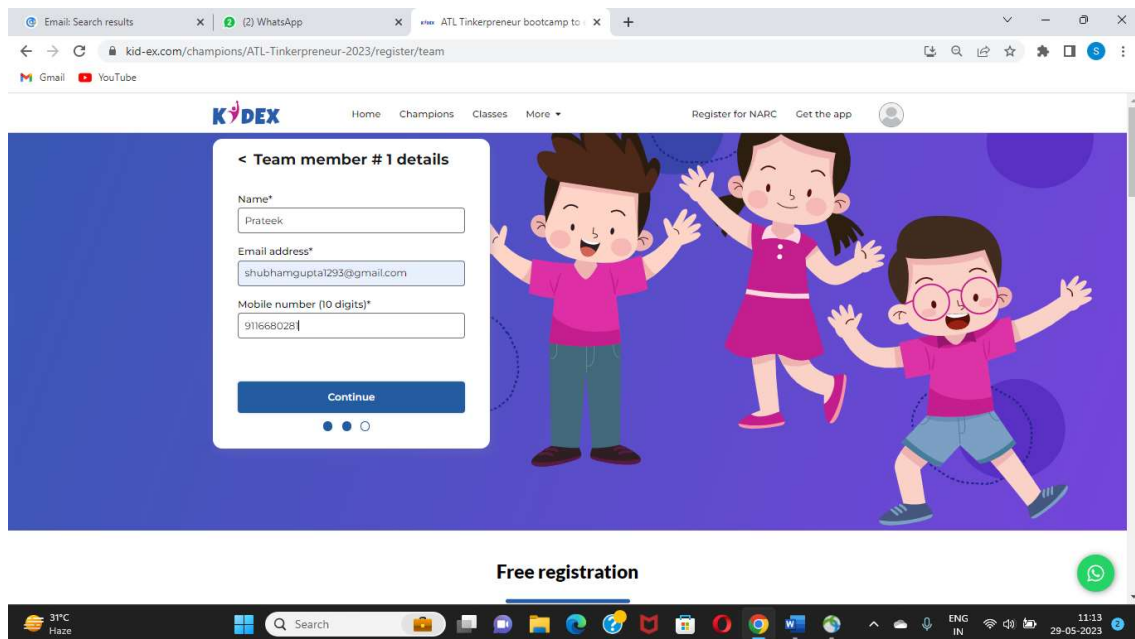 Email: Search results
(2) WhatsApp
ATL Tinkerpreneur bootcamp to
kid-ex.com/champions/ATL-Tinkerpreneur-2023/register/team
S
Gmail YouTube
KIDEX Home Champions Classes More Register for NARC Get the app
< Team member # 1 details
Name*
Prateek
Email address*
shubhamgupta1293@gmail.com
Mobile number (10 digits)*
9116680281
Continue
Free registration
31°C
Haze
Search
ENG
IN
11:13
29-05-2023
2